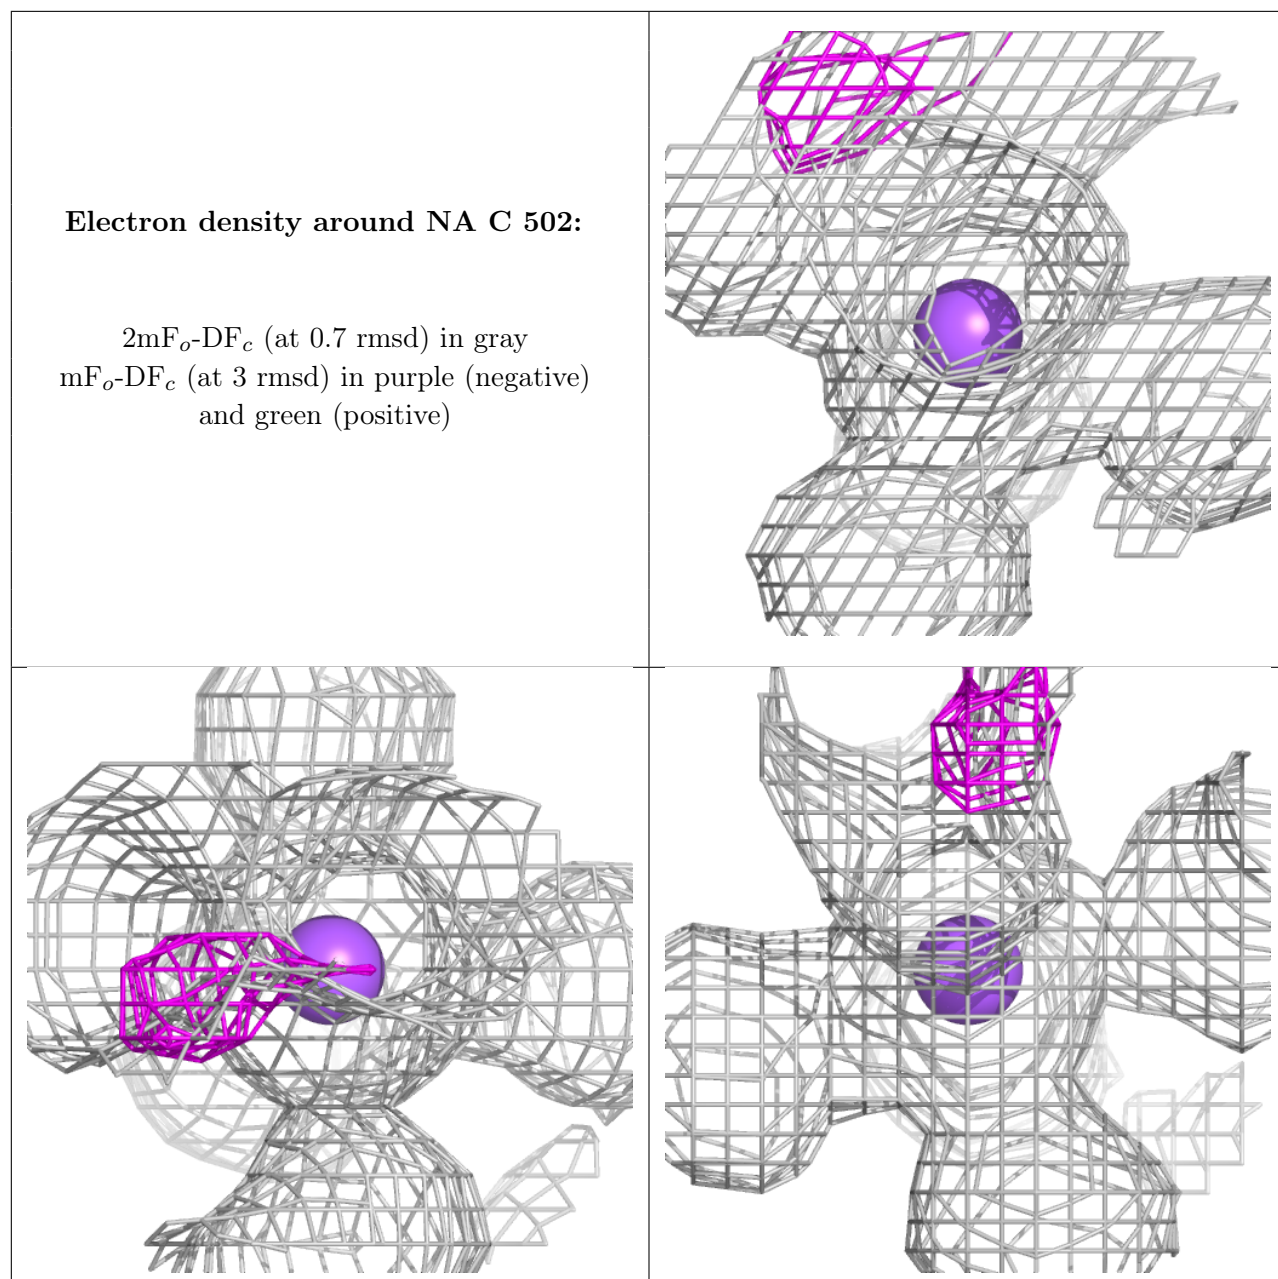 Electron density around NA C 502:
2mFo-DFc (at 0.7 rmsd) in gray
mFo-DFc (at 3 rmsd) in purple (negative)
and green (positive)